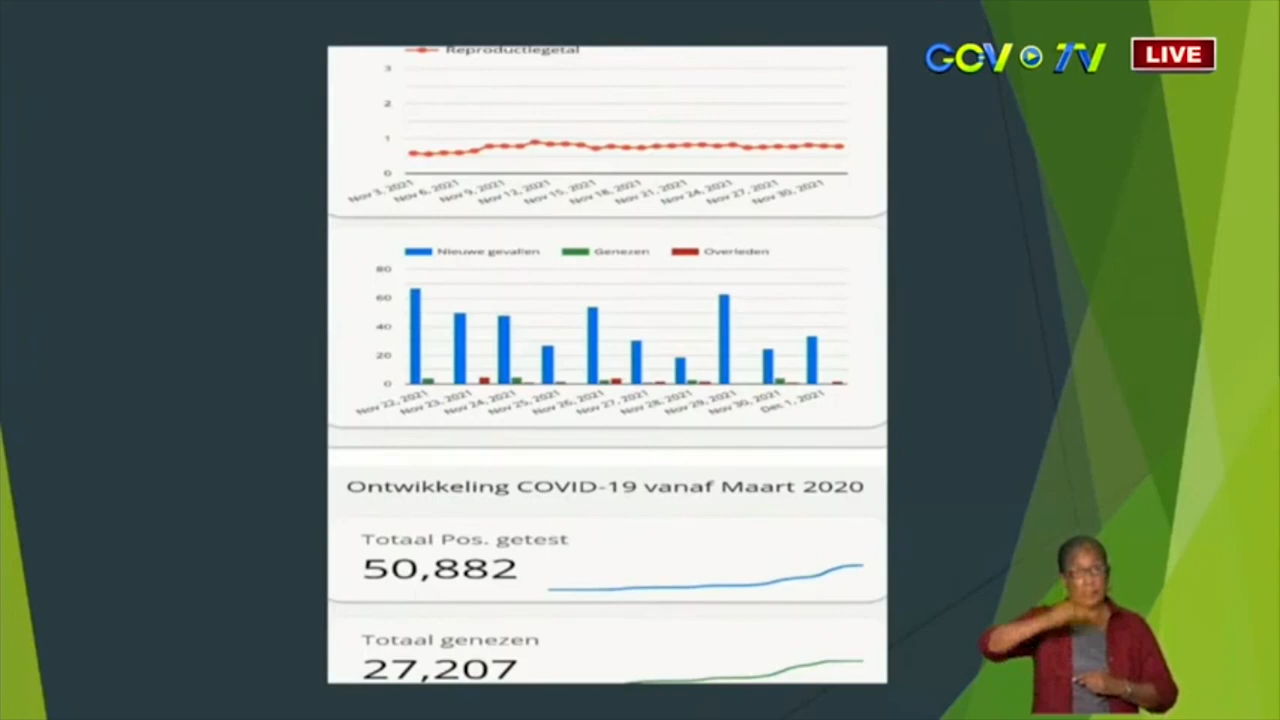 GOV TV LIVE
Reproductiegetal
3
2
1
0
Nov 3, 2021 Nov 6, 2021 Nov 9, 2021 Nov 12, 2021 Nov 15, 2021 Nov 18, 2021 Nov 21, 2021 Nov 24, 2021 Nov 27, 2021 Nov 30, 2021
Nieuwe gevallen Genezen Overleden
80
60
40
20
0
Nov 22, 2021 Nov 23, 2021 Nov 24, 2021 Nov 25, 2021 Nov 26, 2021 Nov 27, 2021 Nov 28, 2021 Nov 29, 2021 Nov 30, 2021 Dec 1, 2021
Ontwikkeling COVID-19 vanaf Maart 2020
Totaal Pos. getest
50,882
Totaal genezen
27,207